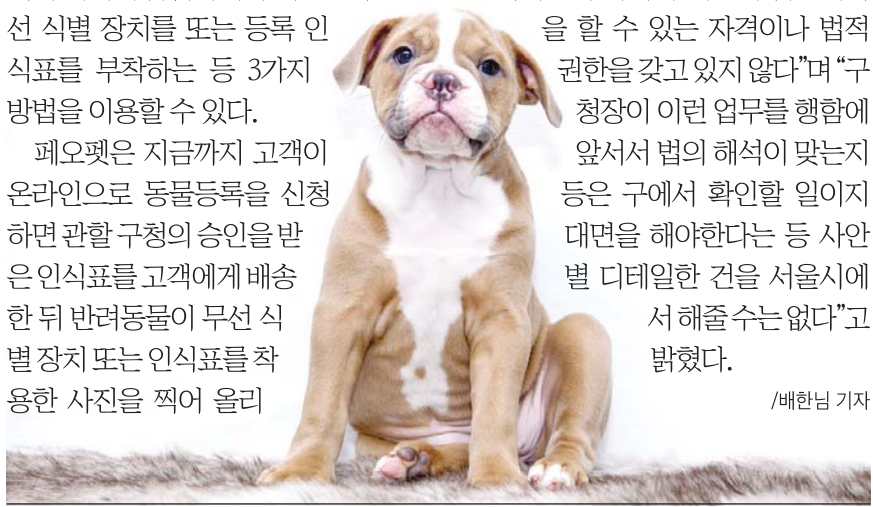 선 식별 장치를 또는 등록 인
식표를 부착하는 등 3가지
방법을 이용할 수 있다.
페오펫은 지금까지 고객이
온라인으로 동물등록을 신청
하면 관할 구청의 승인을 받
은 인식표를 고객에게 배송
한 뒤 반려동물이 무선 식
별 장치 또는 인식표를 착
용한 사진을 찍어 올리
을 할 수 있는 자격이나 법적
권한을 갖고 있지 않다”며 “구
청장이 이런 업무를 행함에
앞서서 법의 해석이 맞는지
등은 구에서 확인할 일이지
대면을 해야한다는 등 사안
별 디테일한 건을 서울시에
서 해줄 수는 없다”고
밝혔다.
/배한님 기자